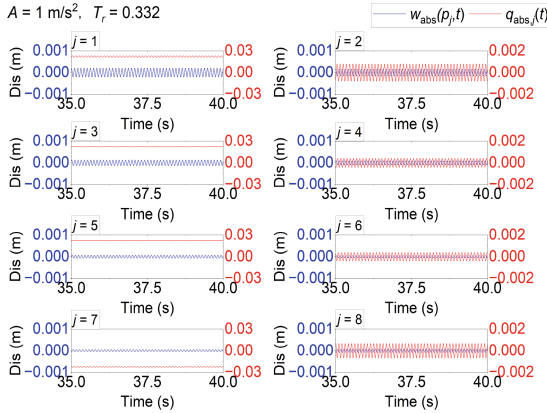 A = 1 m/s², Tr = 0.332
wabs(pj,t) qabs,j(t)
j = 1 j = 2
Dis (m) 0.001 0.000 −0.001 0.03 0.00 −0.03 Dis (m) 0.001 0.000 −0.001 0.002 0.000 −0.002
35.0 37.5 40.0 35.0 37.5 40.0
Time (s) Time (s)
j = 3 j = 4
Dis (m) 0.001 0.000 −0.001 0.03 0.00 −0.03 Dis (m) 0.001 0.000 −0.001 0.002 0.000 −0.002
35.0 37.5 40.0 35.0 37.5 40.0
Time (s) Time (s)
j = 5 j = 6
Dis (m) 0.001 0.000 −0.001 0.03 0.00 −0.03 Dis (m) 0.001 0.000 −0.001 0.002 0.000 −0.002
35.0 37.5 40.0 35.0 37.5 40.0
Time (s) Time (s)
j = 7 j = 8
Dis (m) 0.001 0.000 −0.001 0.03 0.00 −0.03 Dis (m) 0.001 0.000 −0.001 0.002 0.000 −0.002
35.0 37.5 40.0 35.0 37.5 40.0
Time (s) Time (s)